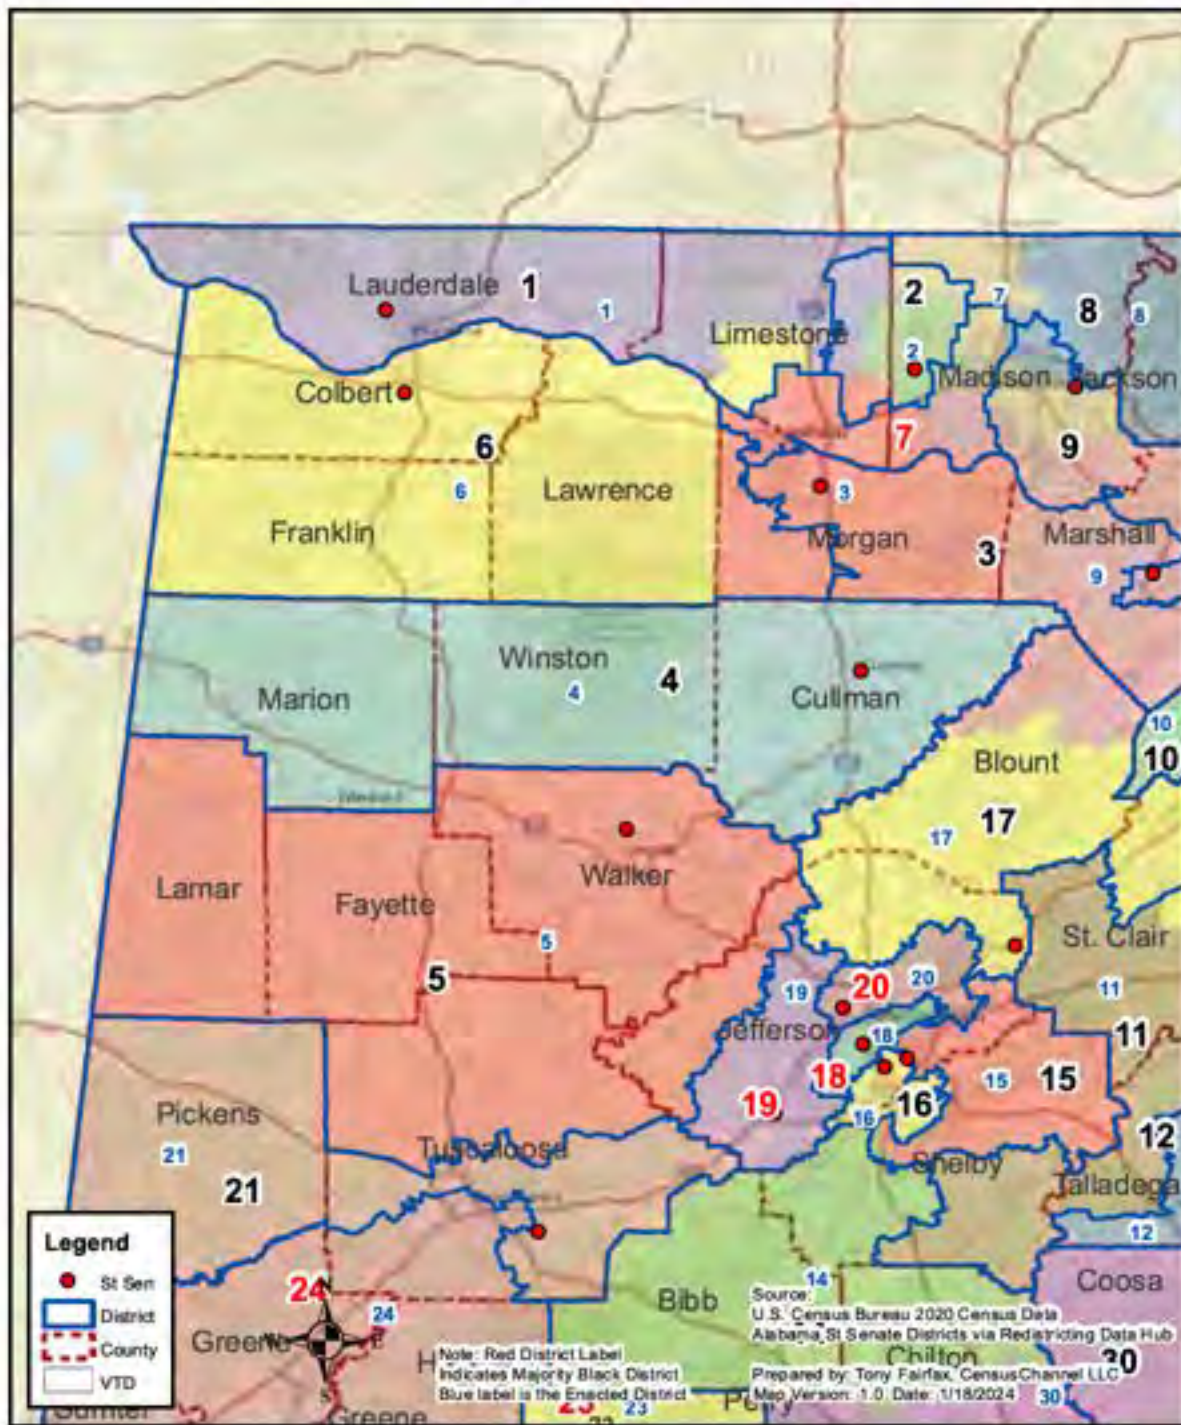 Lauderdale
1
1
Limestone
2
2
7
8
8
Madison
Jackson
Colbert
6
6
7
9
Lawrence
3
Franklin
Morgan
3
Marshall
9
Winston
4
4
Marion
Cullman
10
10
Blount
17
17
Walker
Lamar
Fayette
St. Clair
5
5
19
20
20
11
11
Jefferson
18
18
15
15
19
16
16
Pickens
21
21
Tuscaloosa
Shelby
12
Talladega
12
Legend
St Sen
District
County
VTD
24
24
14
Bibb
Coosa
Greene
Source:
U.S. Census Bureau 2020 Census Data
Alabama St Senate Districts via Redistricting Data Hub
Note: Red District Label
Indicates Majority Black District
Blue label is the Enacted District
Chilton
30
Prepared by: Tony Fairfax, CensusChannel LLC
Map Version: 1.0. Date: 1/18/2024
30
Sumter
Greene
23
23
Perry